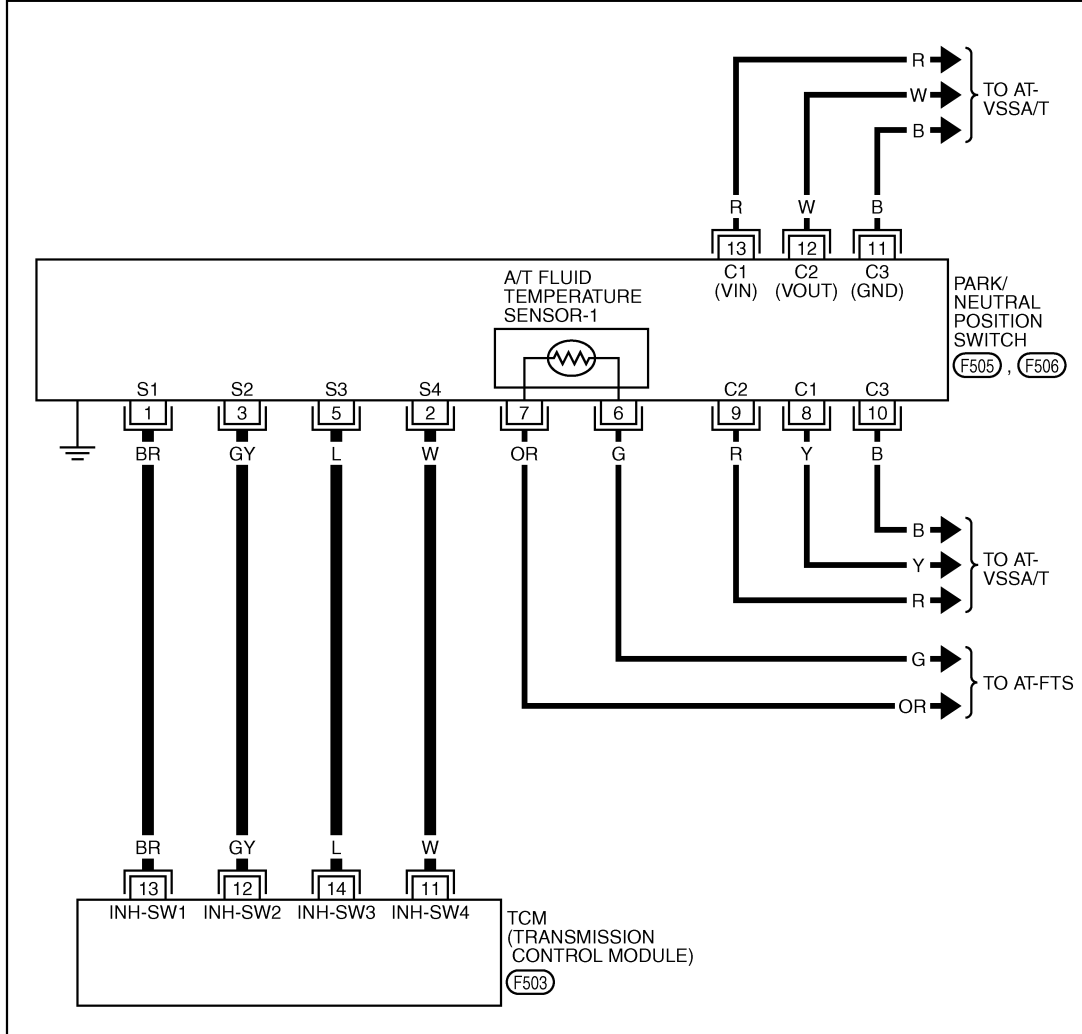 R
TO AT-
VSSA/T
W
B
R W B
13 12 11
C1 C2 C3
(VIN) (VOUT) (GND)
A/T FLUID
TEMPERATURE
SENSOR-1
PARK/
NEUTRAL
POSITION
SWITCH
F505 , F506
S1 S2 S3 S4 C2 C1 C3
1 3 5 2 7 6 9 8 10
BR GY L W OR G R Y B
B
Y
R
TO AT-
VSSA/T
G
OR
TO AT-FTS
BR GY L W
13 12 14 11
INH-SW1 INH-SW2 INH-SW3 INH-SW4
TCM
(TRANSMISSION
CONTROL MODULE)
F503